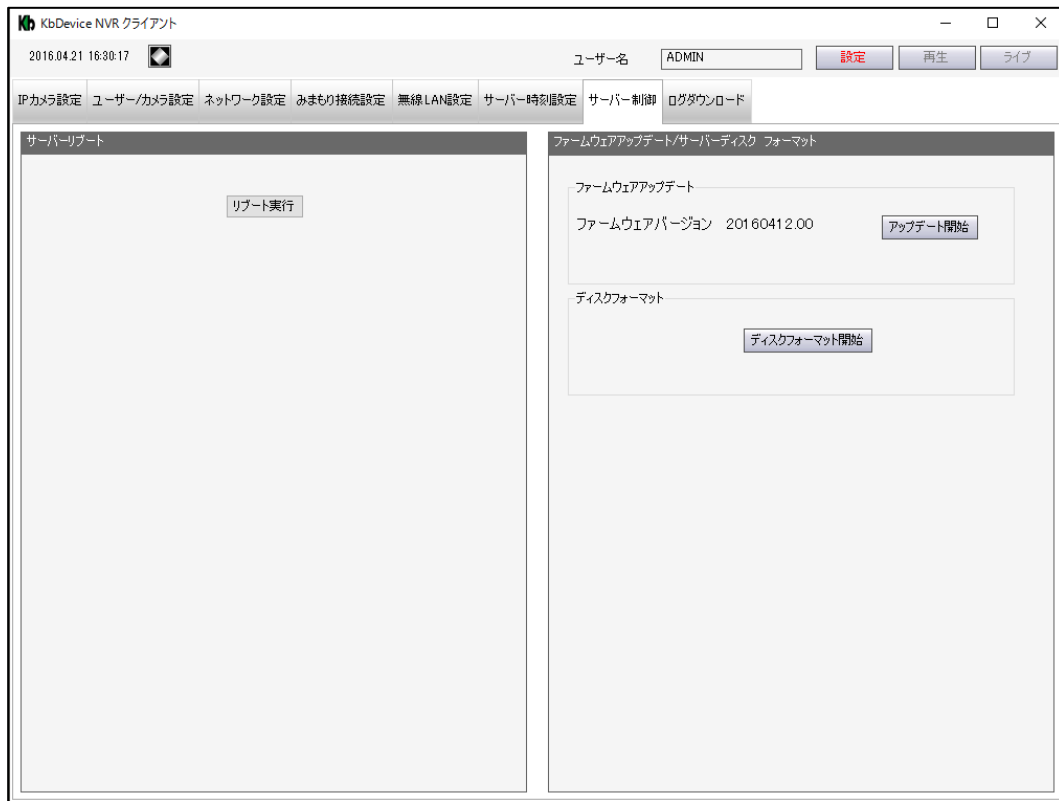 Kb KbDevice NVR クライアント
2016.04.21 16:30:17 ユーザー名 ADMIN 設定 再生 ライブ
IPカメラ設定 ユーザー/カメラ設定 ネットワーク設定 みまもり接続設定 無線LAN設定 サーバー時刻設定 サーバー制御 ログダウンロード
サーバーリブート
リブート実行
ファームウェアアップデート/サーバーディスク フォーマット
ファームウェアアップデート
ファームウェアバージョン 20160412.00 アップデート開始
ディスクフォーマット
ディスクフォーマット開始